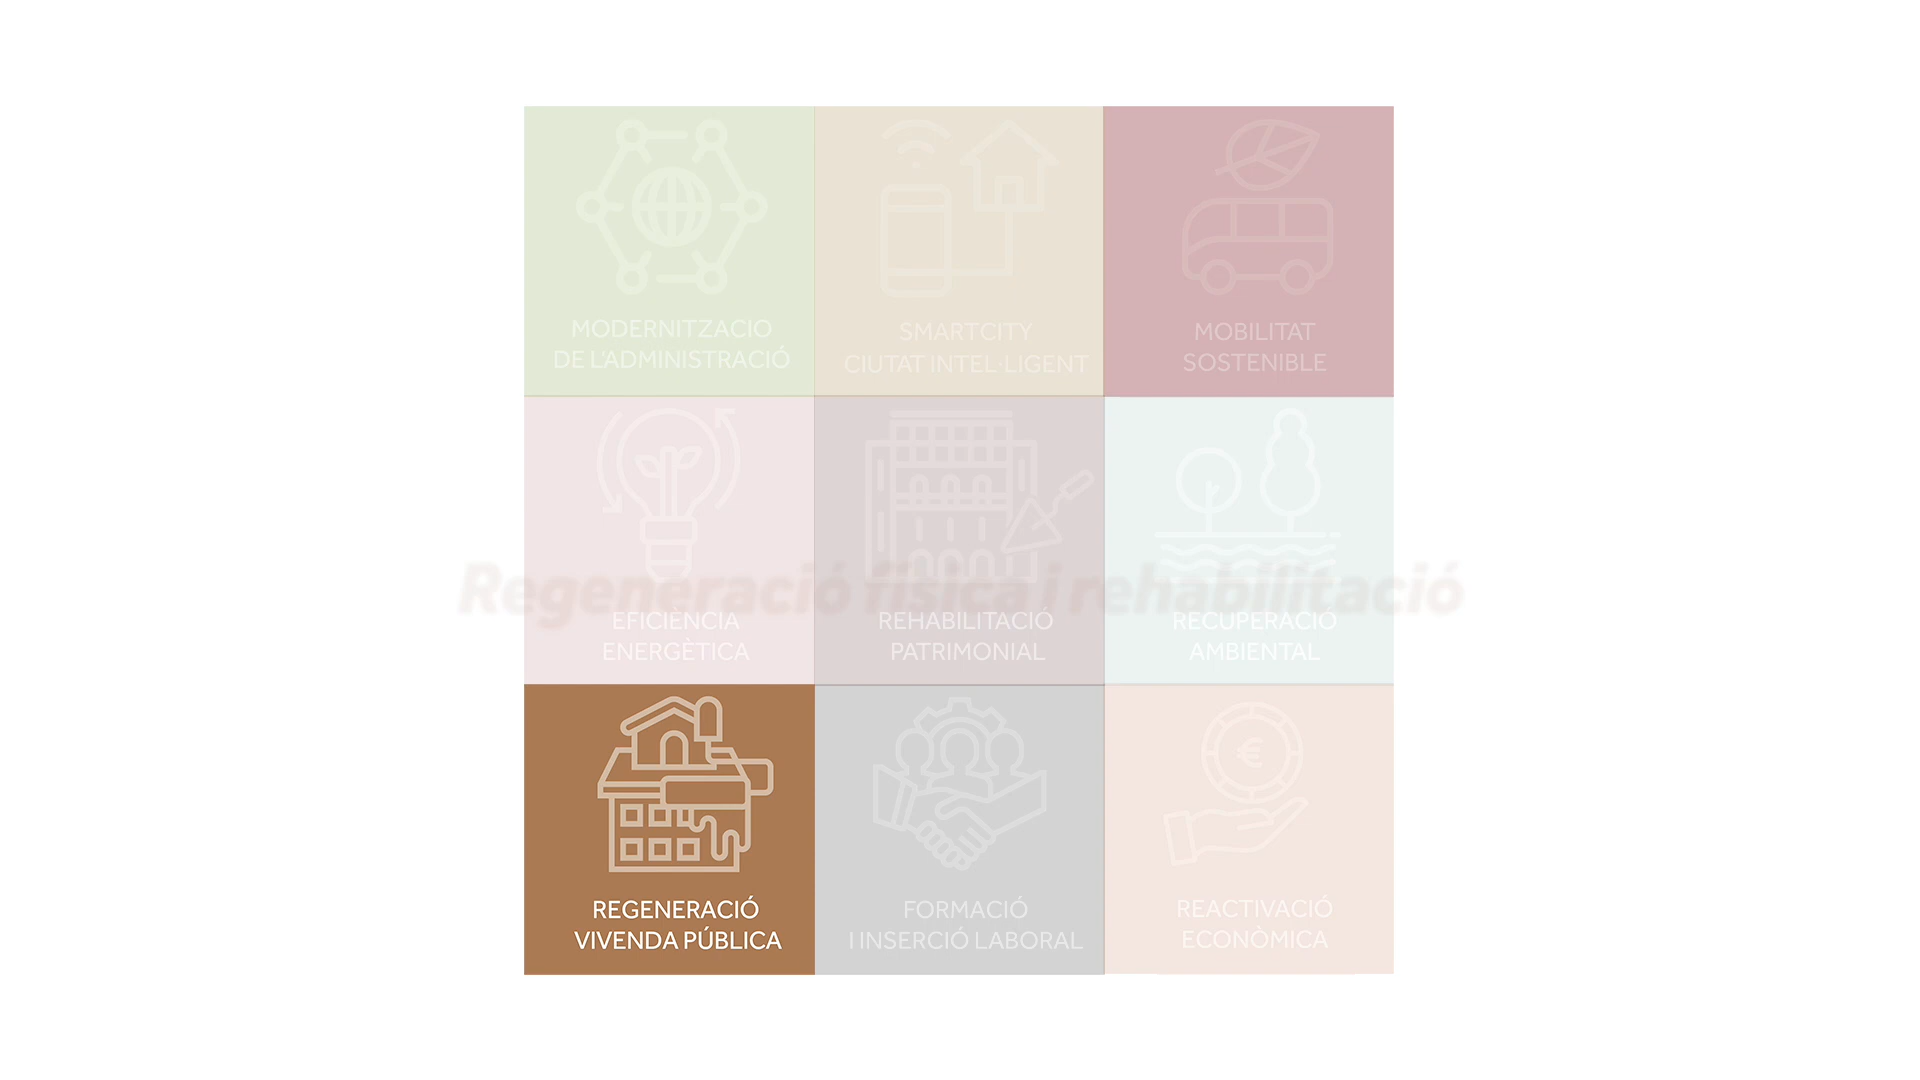 MODERNITZACIO
DE L'ADMINISTRACIÓ
SMARTCITY
CIUTAT INTEL·LIGENT
MOBILITAT
SOSTENIBLE
Regeneració física i rehabilitació
EFICIÈNCIA
ENERGÈTICA
REHABILITACIÓ
PATRIMONIAL
RECUPERACIÓ
AMBIENTAL
REGENERACIÓ
VIVENDA PÚBLICA
FORMACIÓ
I INSERCIÓ LABORAL
€
REACTIVACIÓ
ECONÒMICA